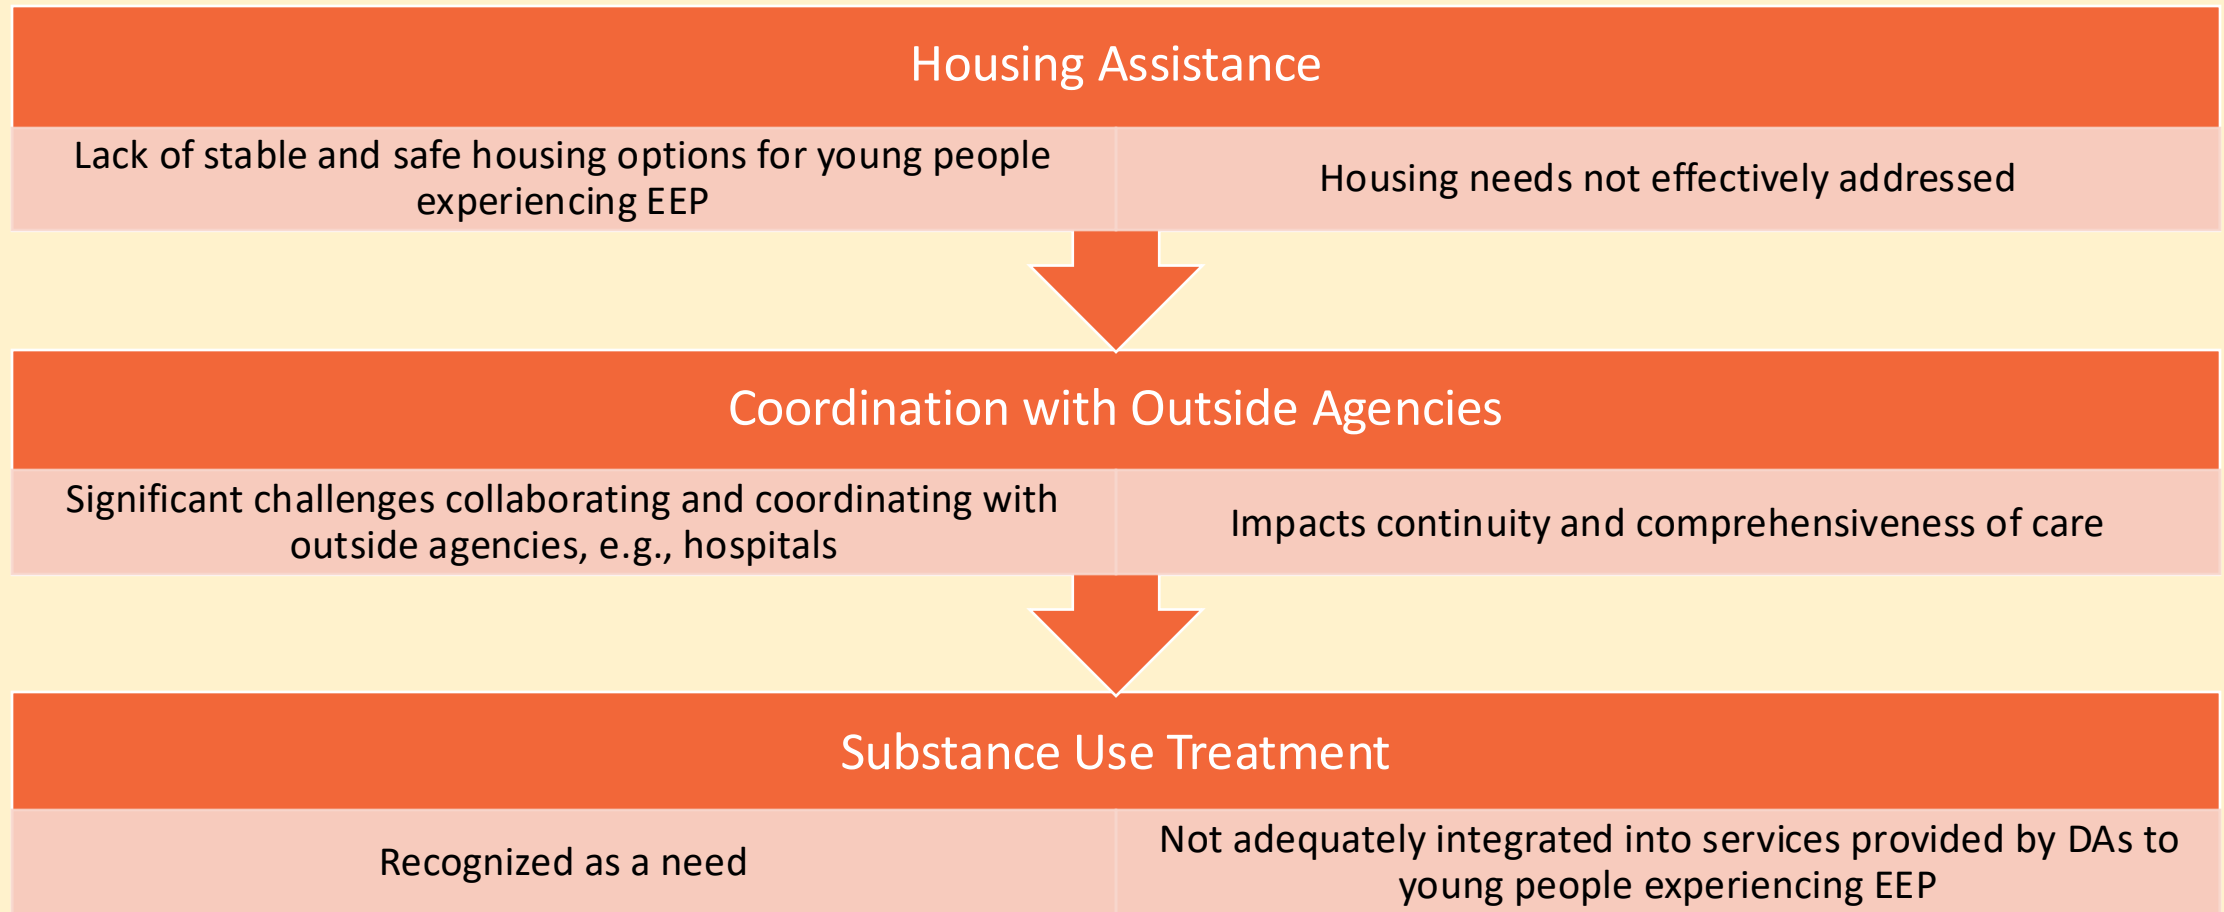 Housing Assistance
Lack of stable and safe housing options for young people
experiencing EEP
Housing needs not effectively addressed
Coordination with Outside Agencies
Significant challenges collaborating and coordinating with
outside agencies, e.g., hospitals
Impacts continuity and comprehensiveness of care
Substance Use Treatment
Recognized as a need
Not adequately integrated into services provided by DAs to
young people experiencing EEP